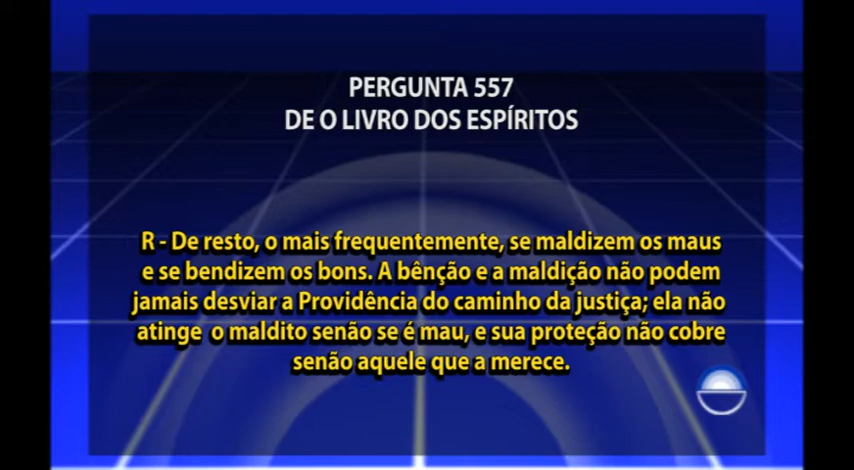 PERGUNTA 557
DE O LIVRO DOS ESPÍRITOS
R - De resto, o mais frequentemente, se maldizem os maus
e se bendizem os bons. A bênção e a maldição não podem
jamais desviar a Providência do caminho da justiça; ela não
atinge o maldito senão se é mau, e sua proteção não cobre
senão aquele que a merece.